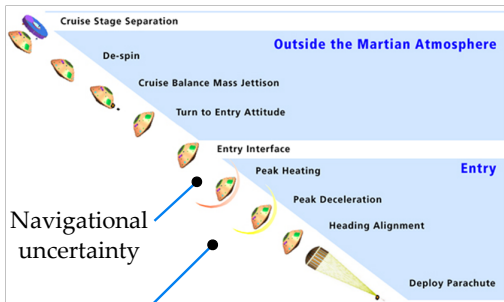 Cruise Stage Separation
Outside the Martian Atmosphere
De-spin
Cruise Balance Mass Jettison
Turn to Entry Attitude
Entry Interface
Entry
Peak Heating
Peak Deceleration
Navigational
uncertainty
Heading Alignment
Deploy Parachute